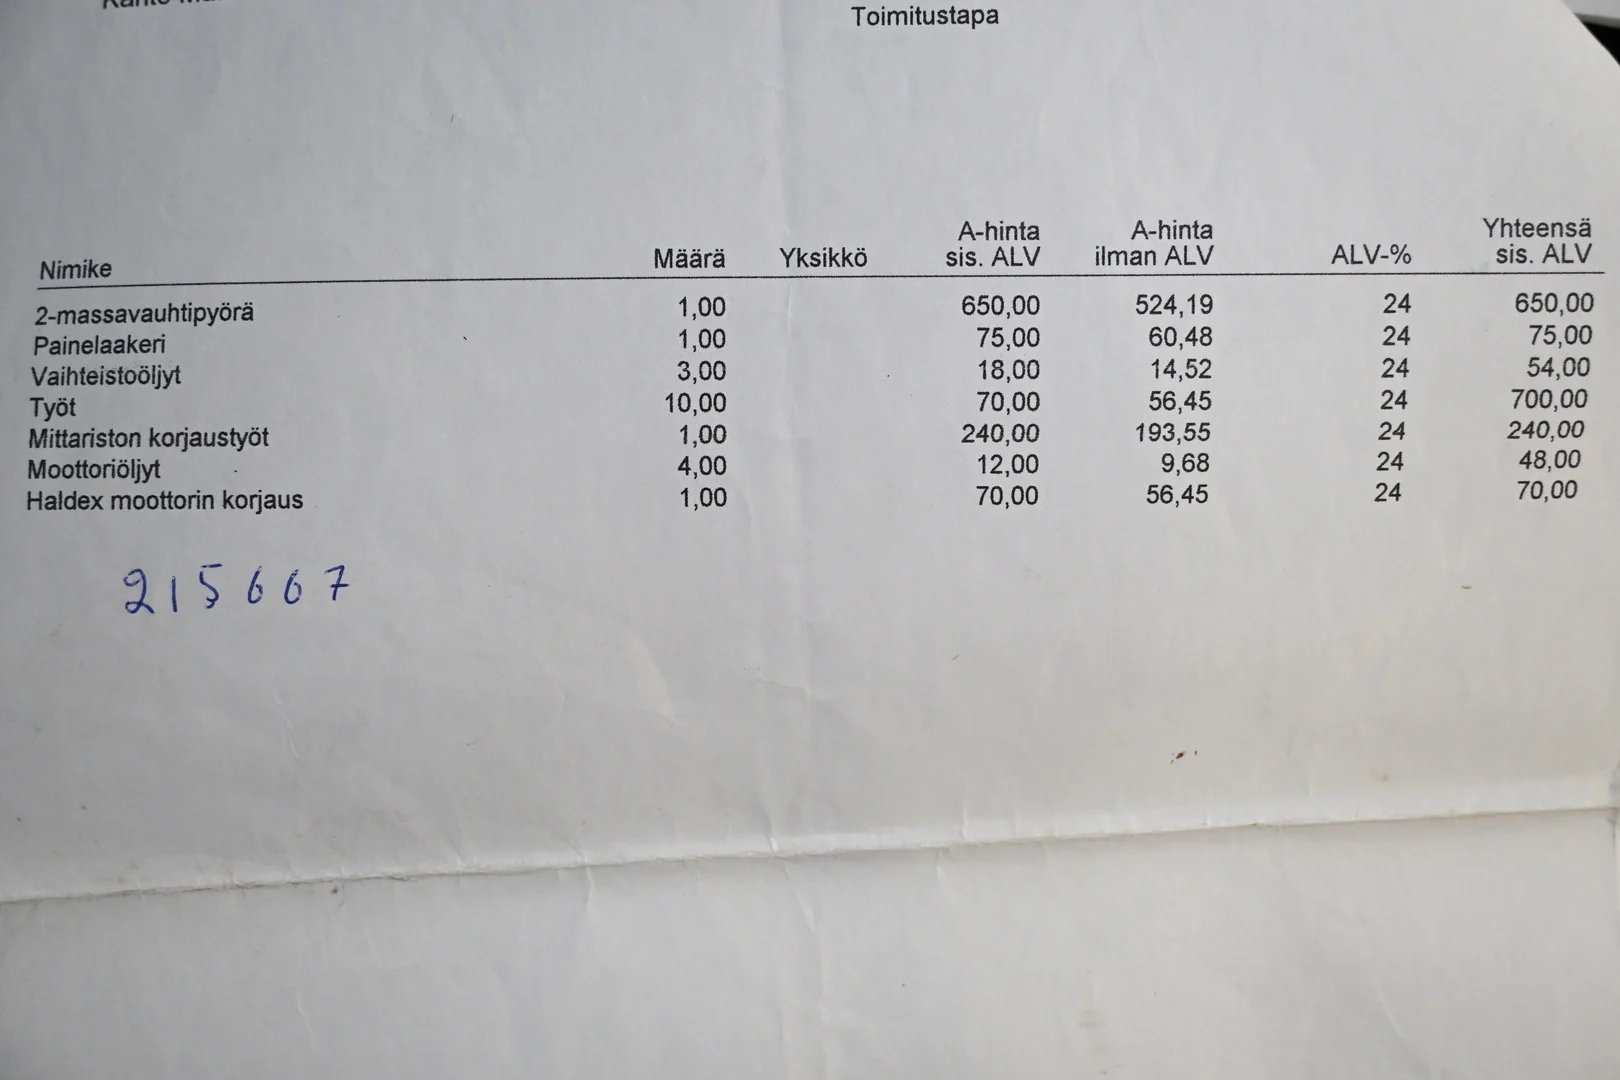 Toimitustapa
Nimike Määrä Yksikkö A-hinta sis. ALV A-hinta ilman ALV ALV-% Yhteensä sis. ALV
2-massavauhtipyörä 1,00 650,00 524,19 24 650,00
Painelaakeri 1,00 75,00 60,48 24 75,00
Vaihteistoöljyt 3,00 18,00 14,52 24 54,00
Työt 10,00 70,00 56,45 24 700,00
Mittariston korjaustyöt 1,00 240,00 193,55 24 240,00
Moottoriöljyt 4,00 12,00 9,68 24 48,00
Haldex moottorin korjaus 1,00 70,00 56,45 24 70,00
215667